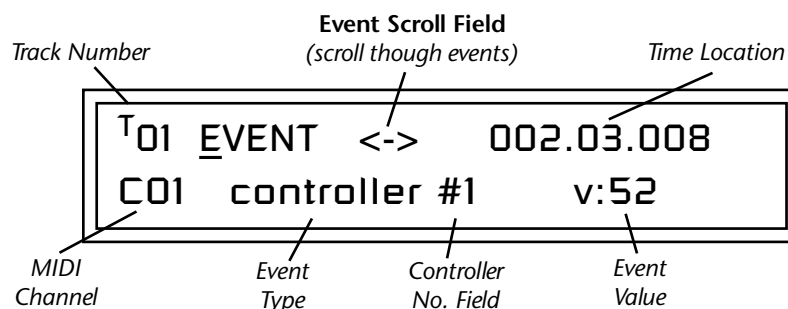 Event Scroll Field
Track Number
(scroll though events)
Time Location
T01 EVENT <-> 002.03.008
C01 controller #1 v:52
MIDI
Channel
Event
Type
Controller
No. Field
Event
Value